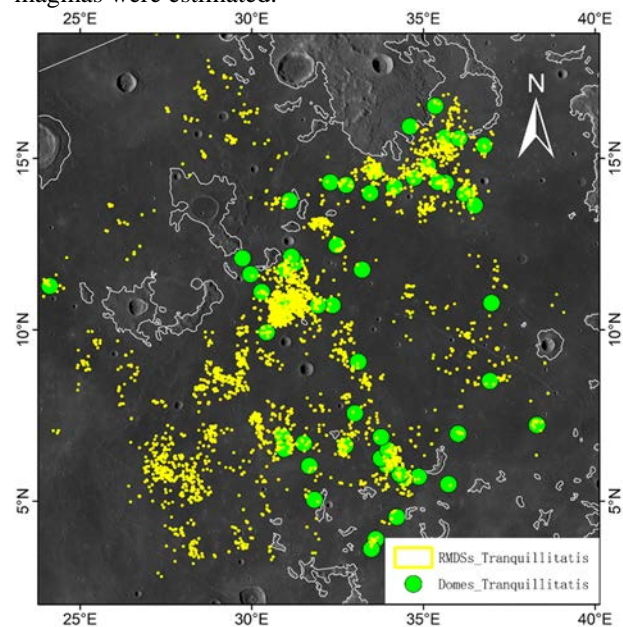 magmas were estimated.
25°E 30°E 35°E 40°E
N
15°N 15°N
10°N 10°N
5°N 5°N
RMDSs_Tranquillitatis
Domes_Tranquillitatis
25°E 30°E 35°E 40°E